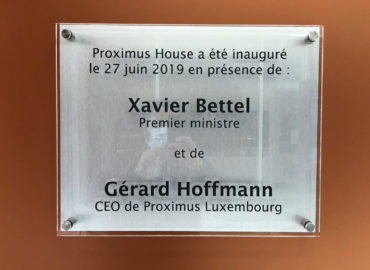 Proximus House a été inauguré
le 27 juin 2019 en présence de :
Xavier Bettel
Premier ministre
et de
Gérard Hoffmann
CEO de Proximus Luxembourg